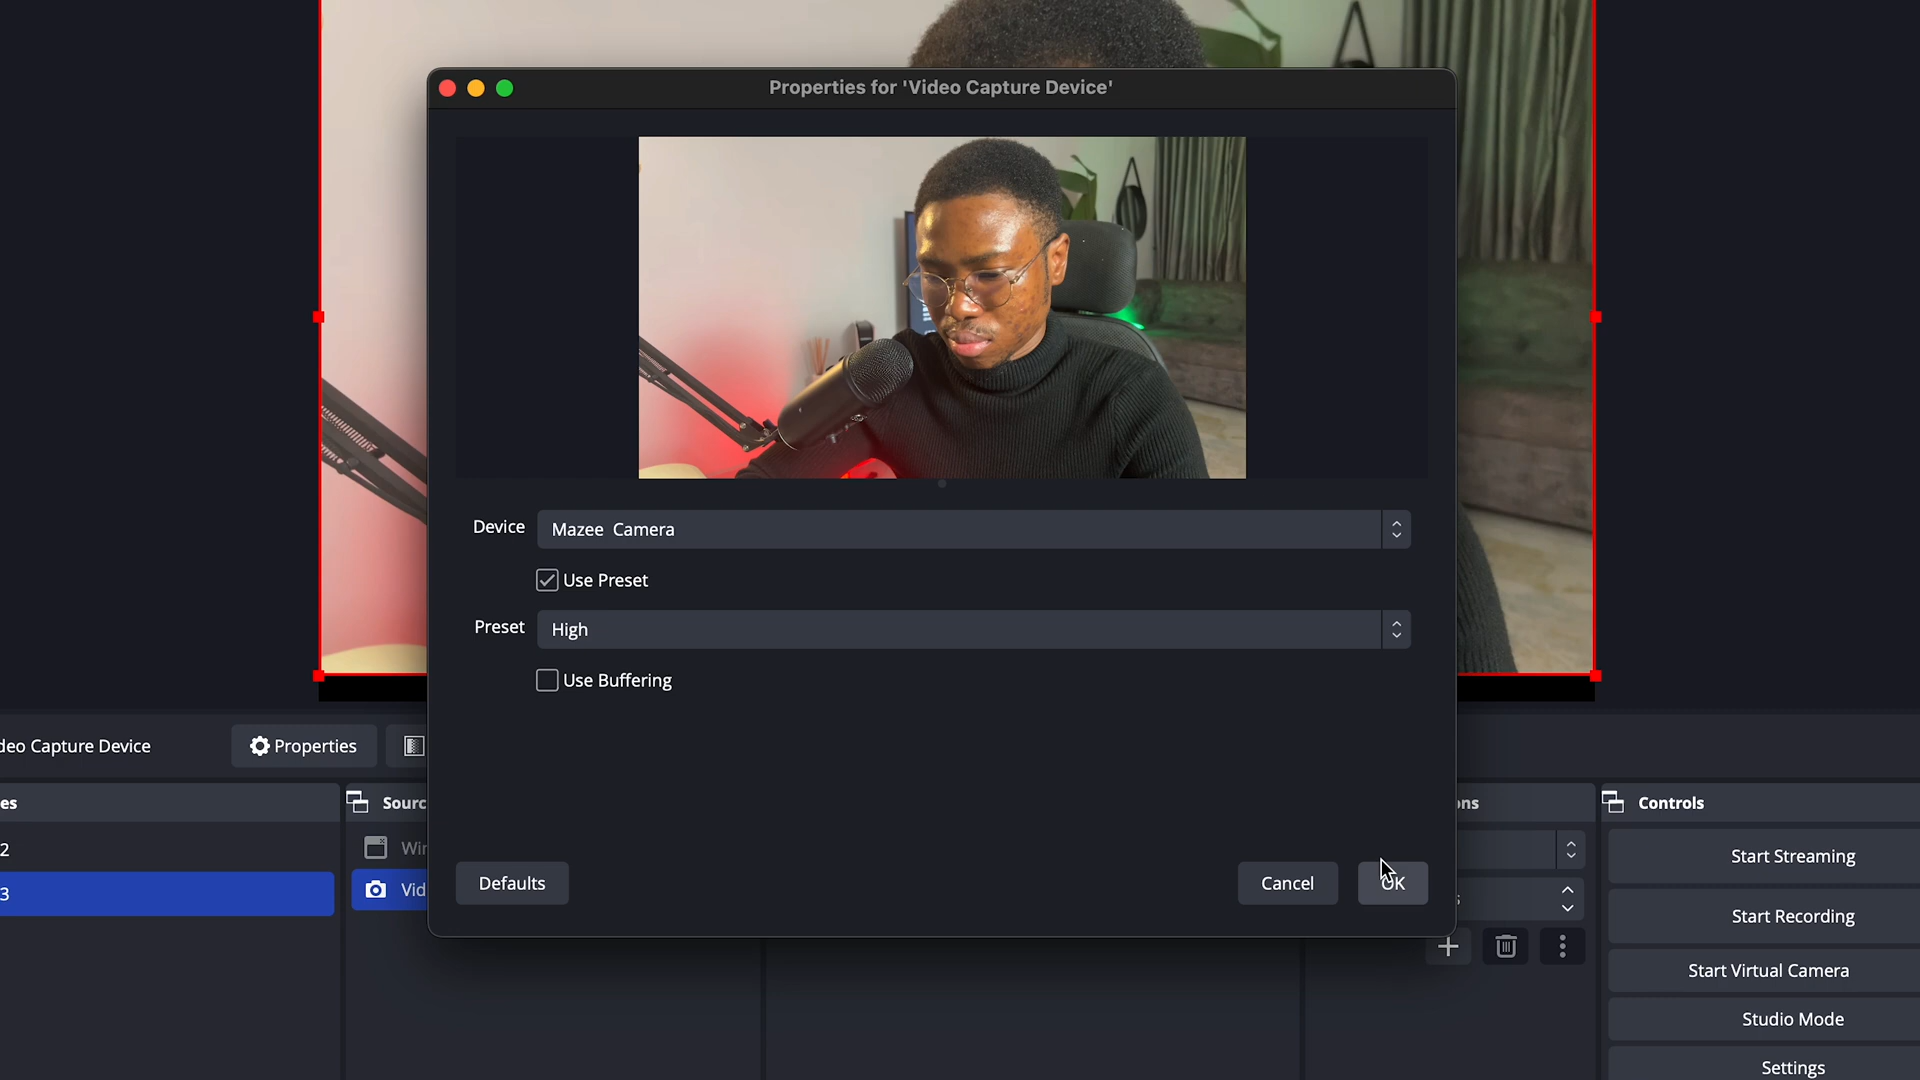 Properties for 'Video Capture Device'
Device Mazee Camera
Use Preset
Preset High
Use Buffering
Defaults Cancel OK
deo Capture Device Properties
es Sourc ons Controls
2 Win Start Streaming
3 Vid s
Start Recording
Start Virtual Camera
Studio Mode
Settings